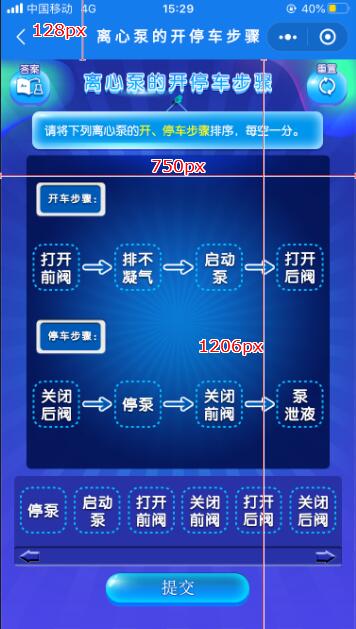 中国移动 4G 15:29 40%
128px
离心泵的开停车步骤
答案
离心泵的开停车步骤
重置
请将下列离心泵的开、停车步骤排序，每空一分。
750px
开车步骤：
打开
前阀
排不
凝气
启动
泵
打开
后阀
停车步骤：
1206px
关闭
后阀
停泵
关闭
前阀
泵
泄液
停泵
启动
泵
打开
前阀
关闭
前阀
打开
后阀
关闭
后阀
提交